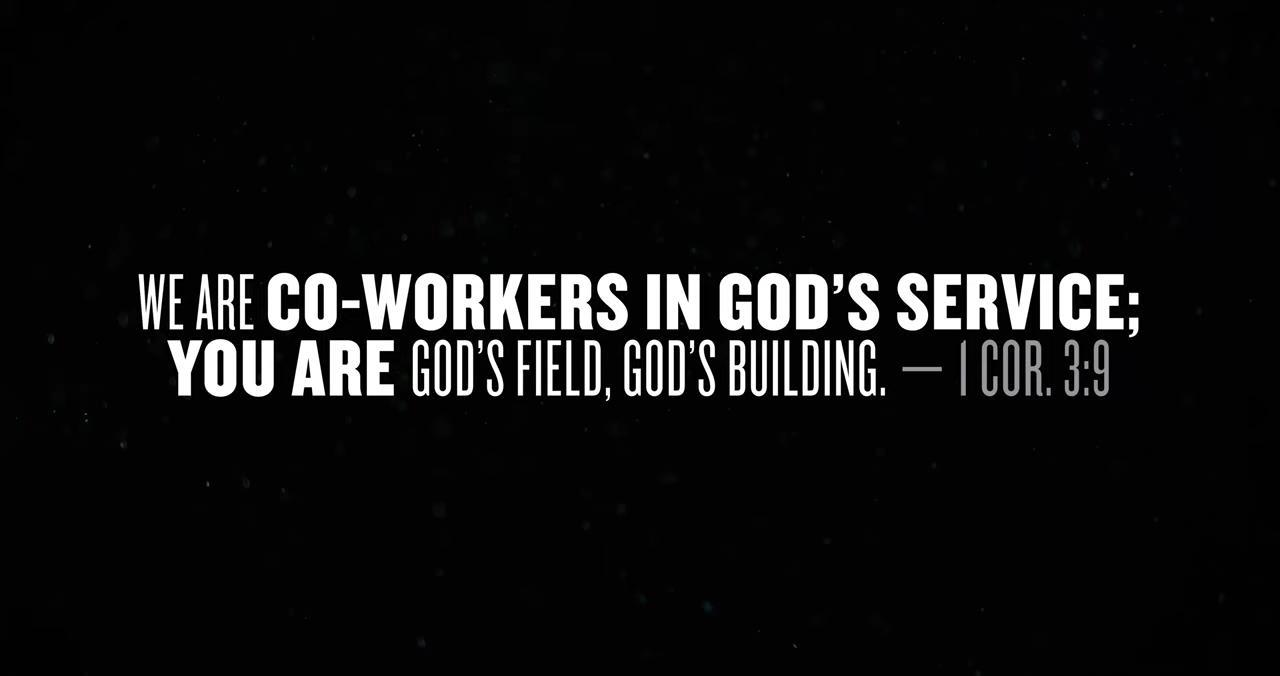 WE ARE CO-WORKERS IN GOD’S SERVICE;
YOU ARE GOD’S FIELD, GOD’S BUILDING. — 1 COR. 3:9